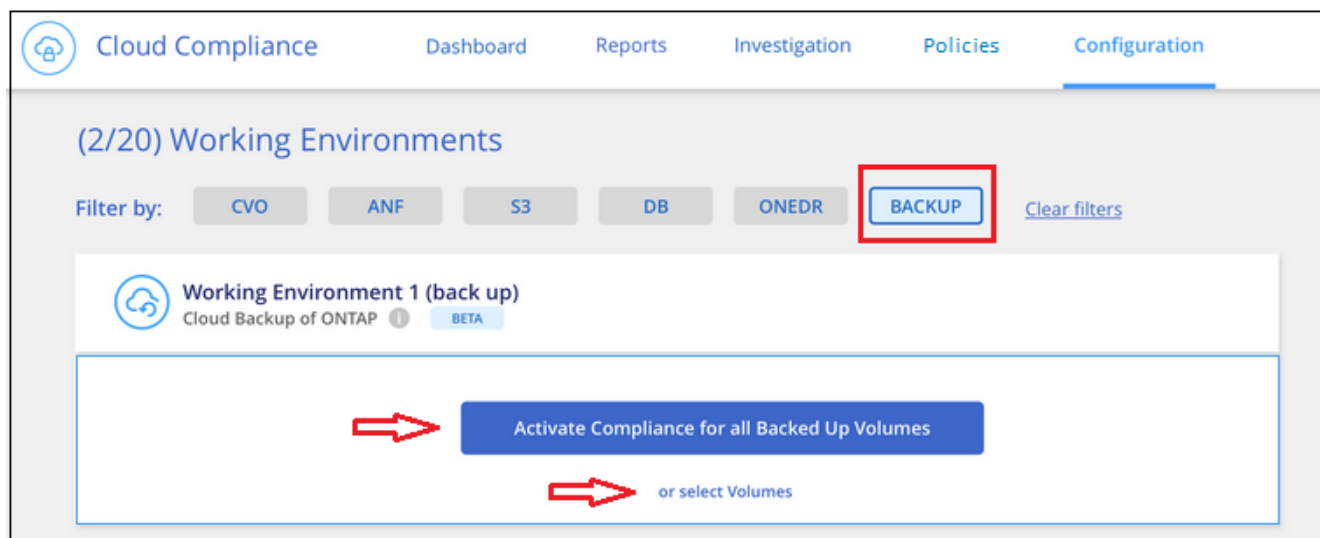 Cloud Compliance Dashboard Reports Investigation Policies Configuration
(2/20) Working Environments
Filter by: CVO ANF S3 DB ONEDR BACKUP Clear filters
Working Environment 1 (back up)
Cloud Backup of ONTAP i BETA
Activate Compliance for all Backed Up Volumes
or select Volumes